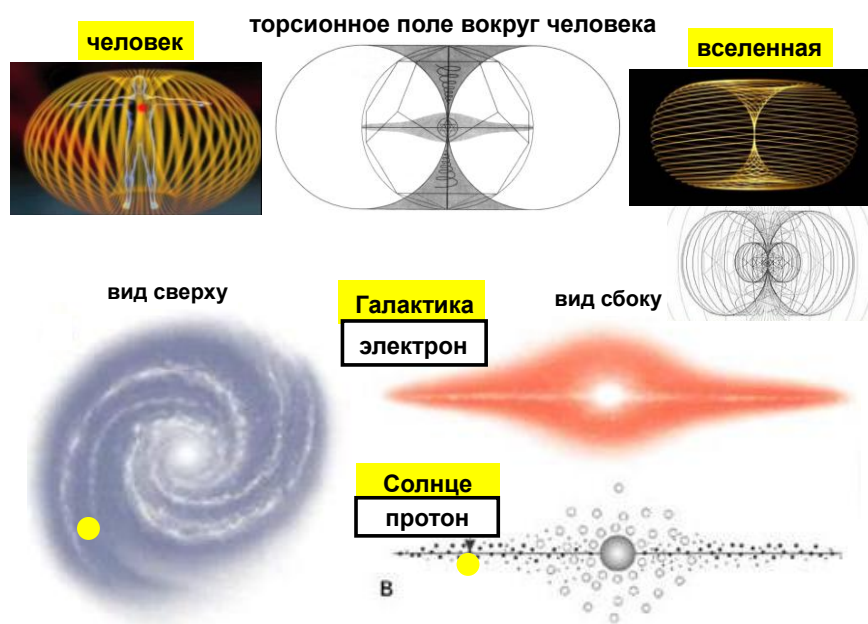 торсионное поле вокруг человека
человек
вселенная
вид сверху
Галактика
вид сбоку
электрон
Солнце
протон
B